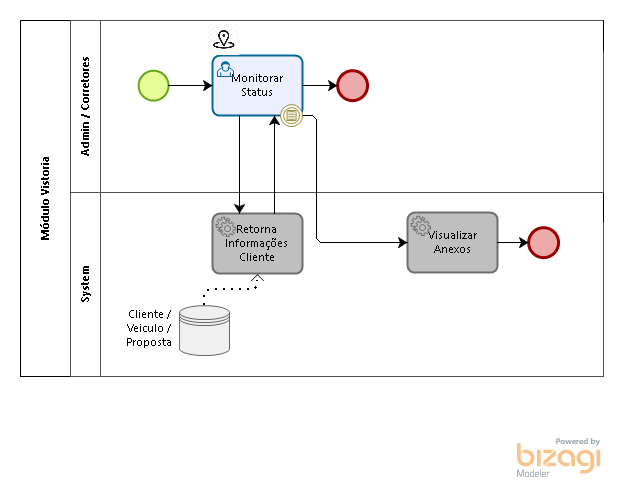 Módulo Vistoria
Admin / Corretores
Monitorar
Status
System
Retorna
Informações
Cliente
Visualizar
Anexos
Cliente /
Veiculo /
Proposta
Powered by
bizagi
Modeler